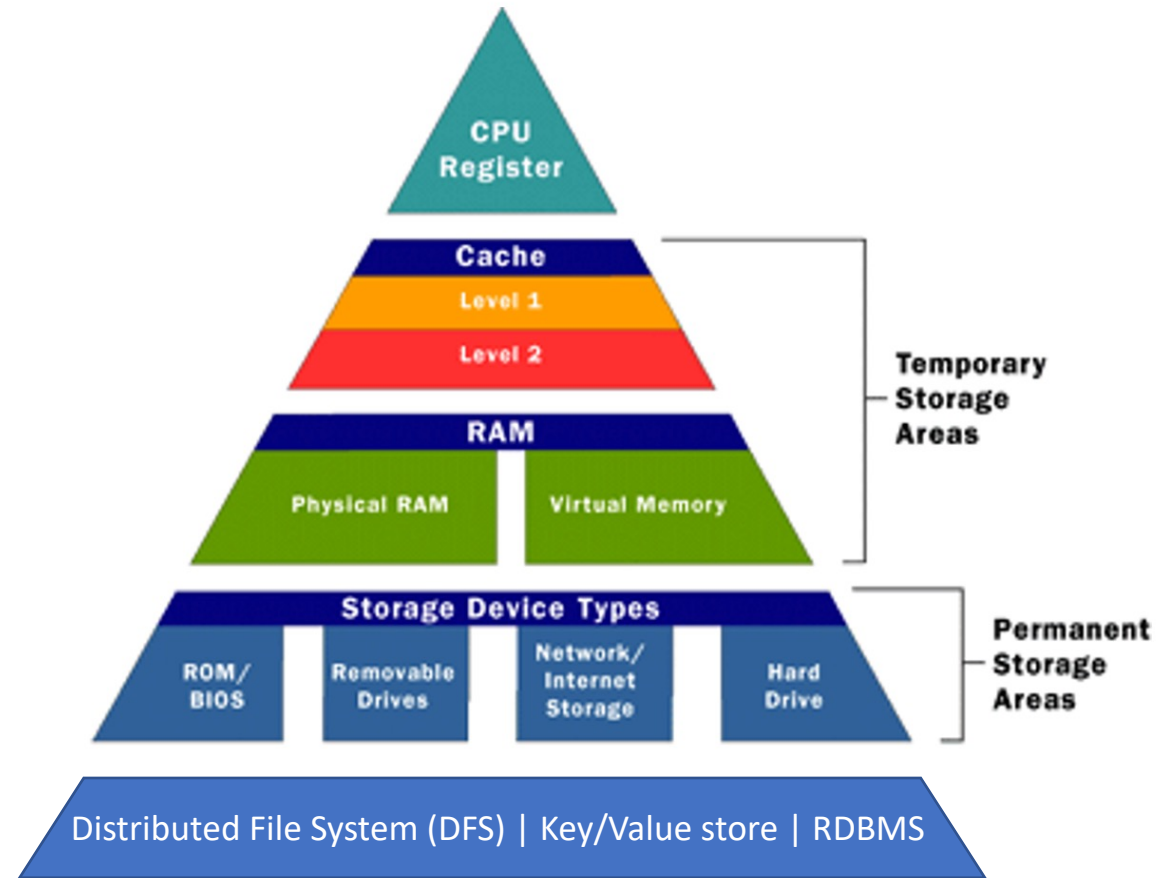 CPU
Register
Cache
Level 1
Level 2
Temporary
Storage
Areas
RAM
Physical RAM
Virtual Memory
Storage Device Types
ROM/
BIOS
Removable
Drives
Network/
Internet
Storage
Hard
Drive
Permanent
Storage
Areas
Distributed File System (DFS) | Key/Value store | RDBMS